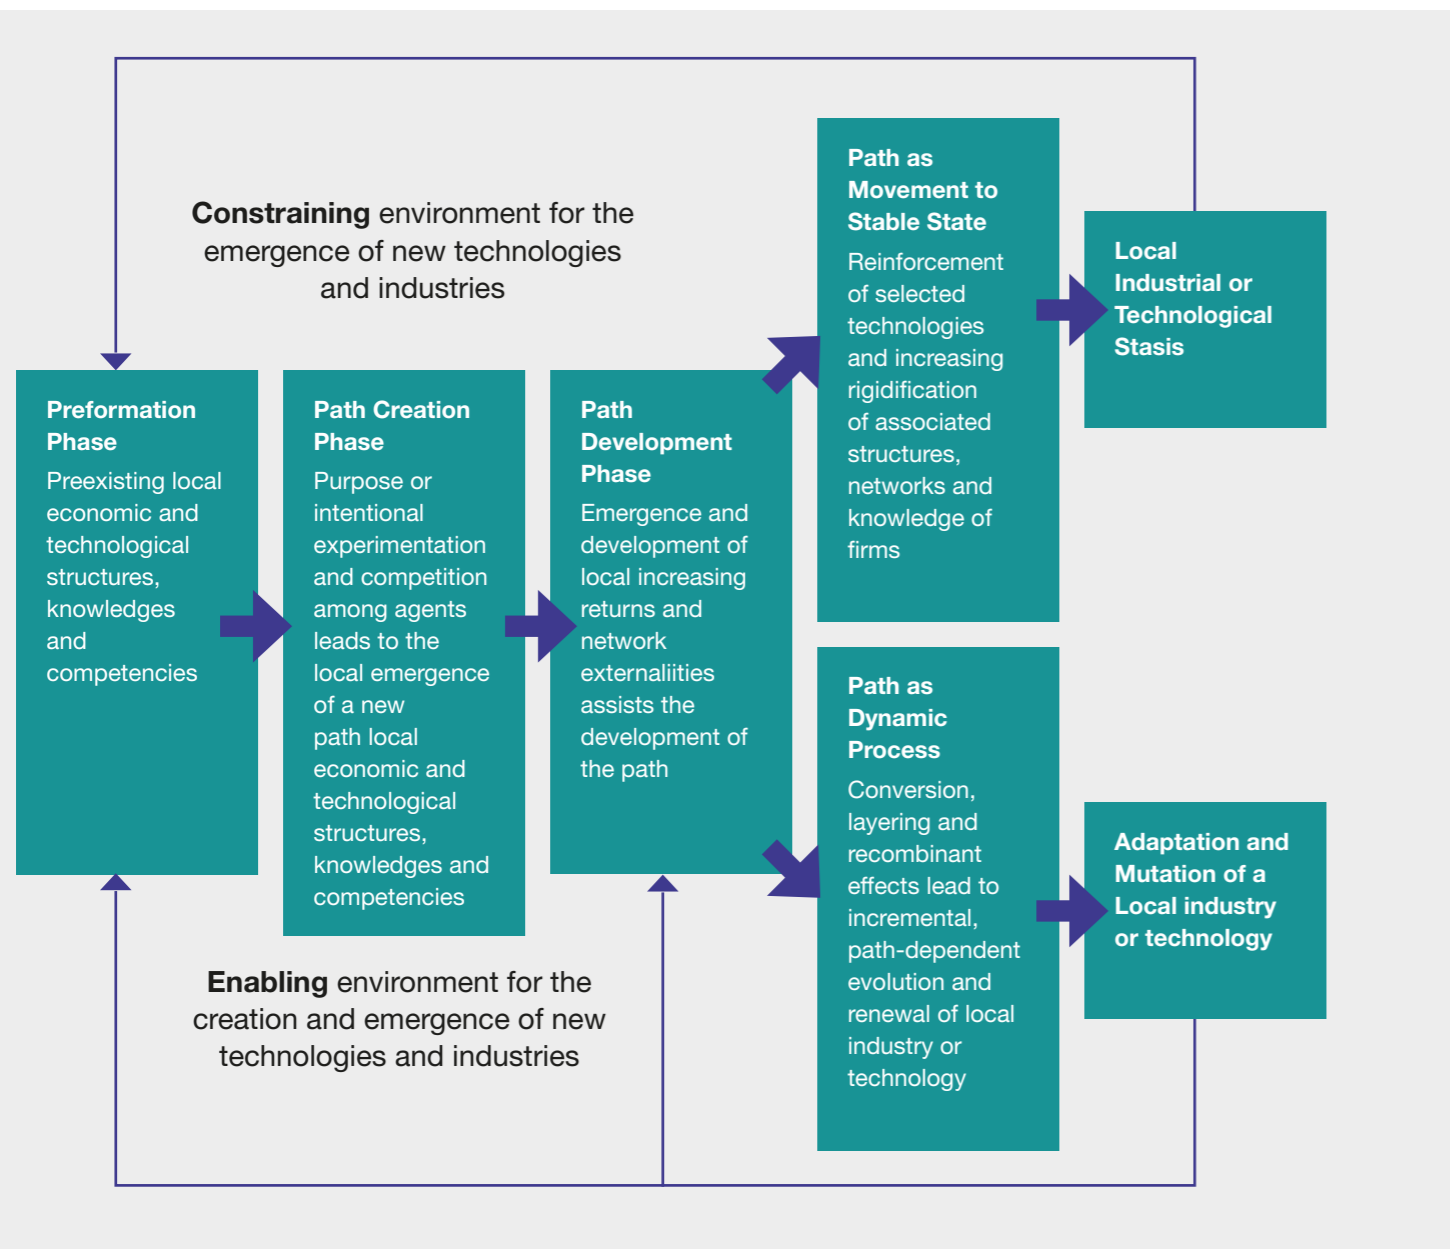 Constraining environment for the
emergence of new technologies
and industries
Preformation
Phase
Preexisting local
economic and
technological
structures,
knowledges
and
competencies
Path Creation
Phase
Purpose or
intentional
experimentation
and competition
among agents
leads to the
local emergence
of a new
path local
economic and
technological
structures,
knowledges and
competencies
Path
Development
Phase
Emergence and
development of
local increasing
returns and
network
externaliities
assists the
development of
the path
Path as
Movement to
Stable State
Reinforcement
of selected
technologies
and increasing
rigidification
of associated
structures,
networks and
knowledge of
firms
Local
Industrial or
Technological
Stasis
Path as
Dynamic
Process
Conversion,
layering and
recombinant
effects lead to
incremental,
path-dependent
evolution and
renewal of local
industry or
technology
Adaptation and
Mutation of a
Local industry
or technology
Enabling environment for the
creation and emergence of new
technologies and industries